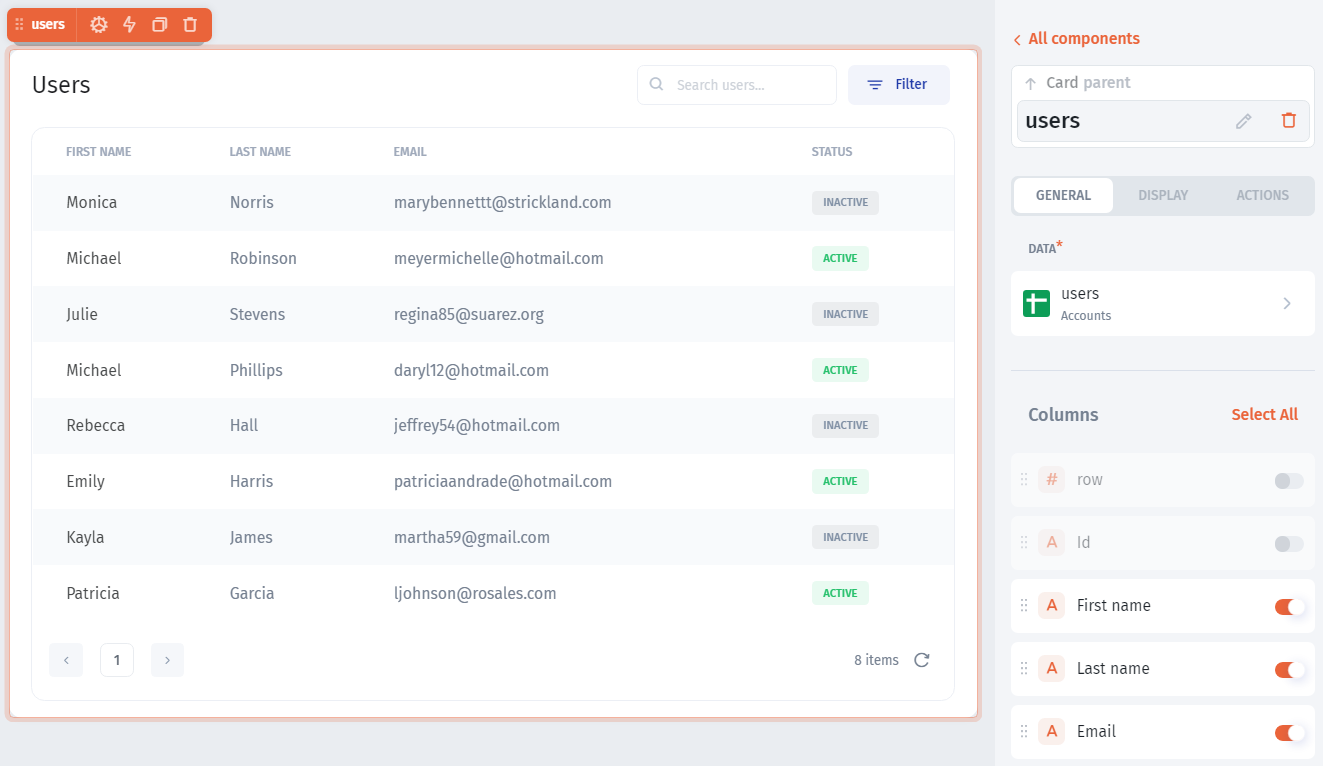 users
Users
Search users...
Filter
FIRST NAME LAST NAME EMAIL STATUS
Monica Norris marybennettt@strickland.com INACTIVE
Michael Robinson meyermichelle@hotmail.com ACTIVE
Julie Stevens regina85@suarez.org INACTIVE
Michael Phillips daryl12@hotmail.com ACTIVE
Rebecca Hall jeffrey54@hotmail.com INACTIVE
Emily Harris patriciaandrade@hotmail.com ACTIVE
Kayla James martha59@gmail.com INACTIVE
Patricia Garcia ljohnson@rosales.com ACTIVE
1
8 items
All components
Card parent
users
GENERAL DISPLAY ACTIONS
DATA*
users
Accounts
Columns Select All
# row
A Id
A First name
A Last name
A Email